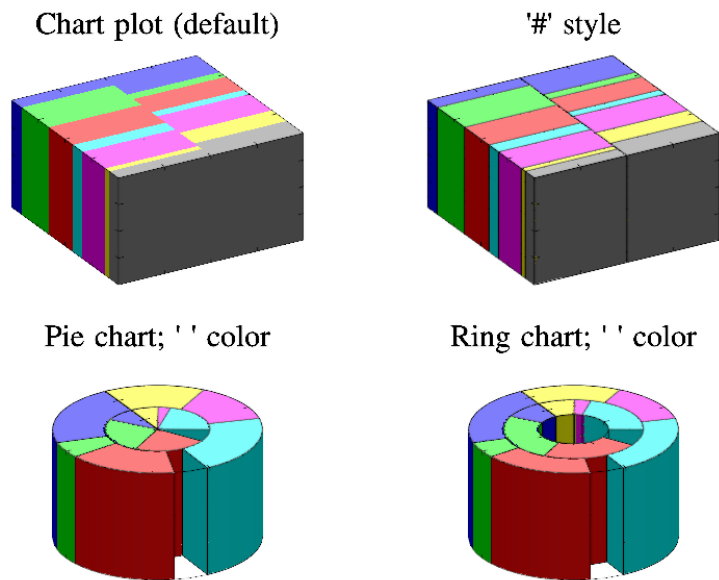 Chart plot (default)
'#' style
Pie chart; ' ' color
Ring chart; ' ' color